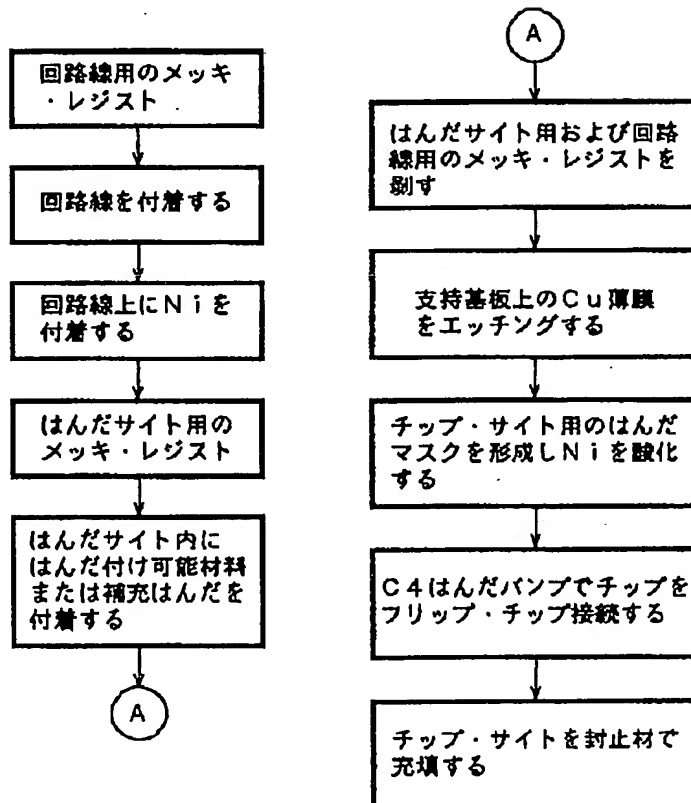 回路線用のメッキ
・レジスト
回路線を付着する
回路線上にNiを
付着する
はんだサイト用の
メッキ・レジスト
はんだサイト内に
はんだ付け可能材料
または補充はんだを
付着する
A
A
はんだサイト用および回路
線用のメッキ・レジストを
剝す
支持基板上のCu薄膜
をエッチングする
チップ・サイト用のはんだ
マスクを形成しNiを酸化
する
C4はんだバンプでチップを
フリップ・チップ接続する
チップ・サイトを封止材で
充填する